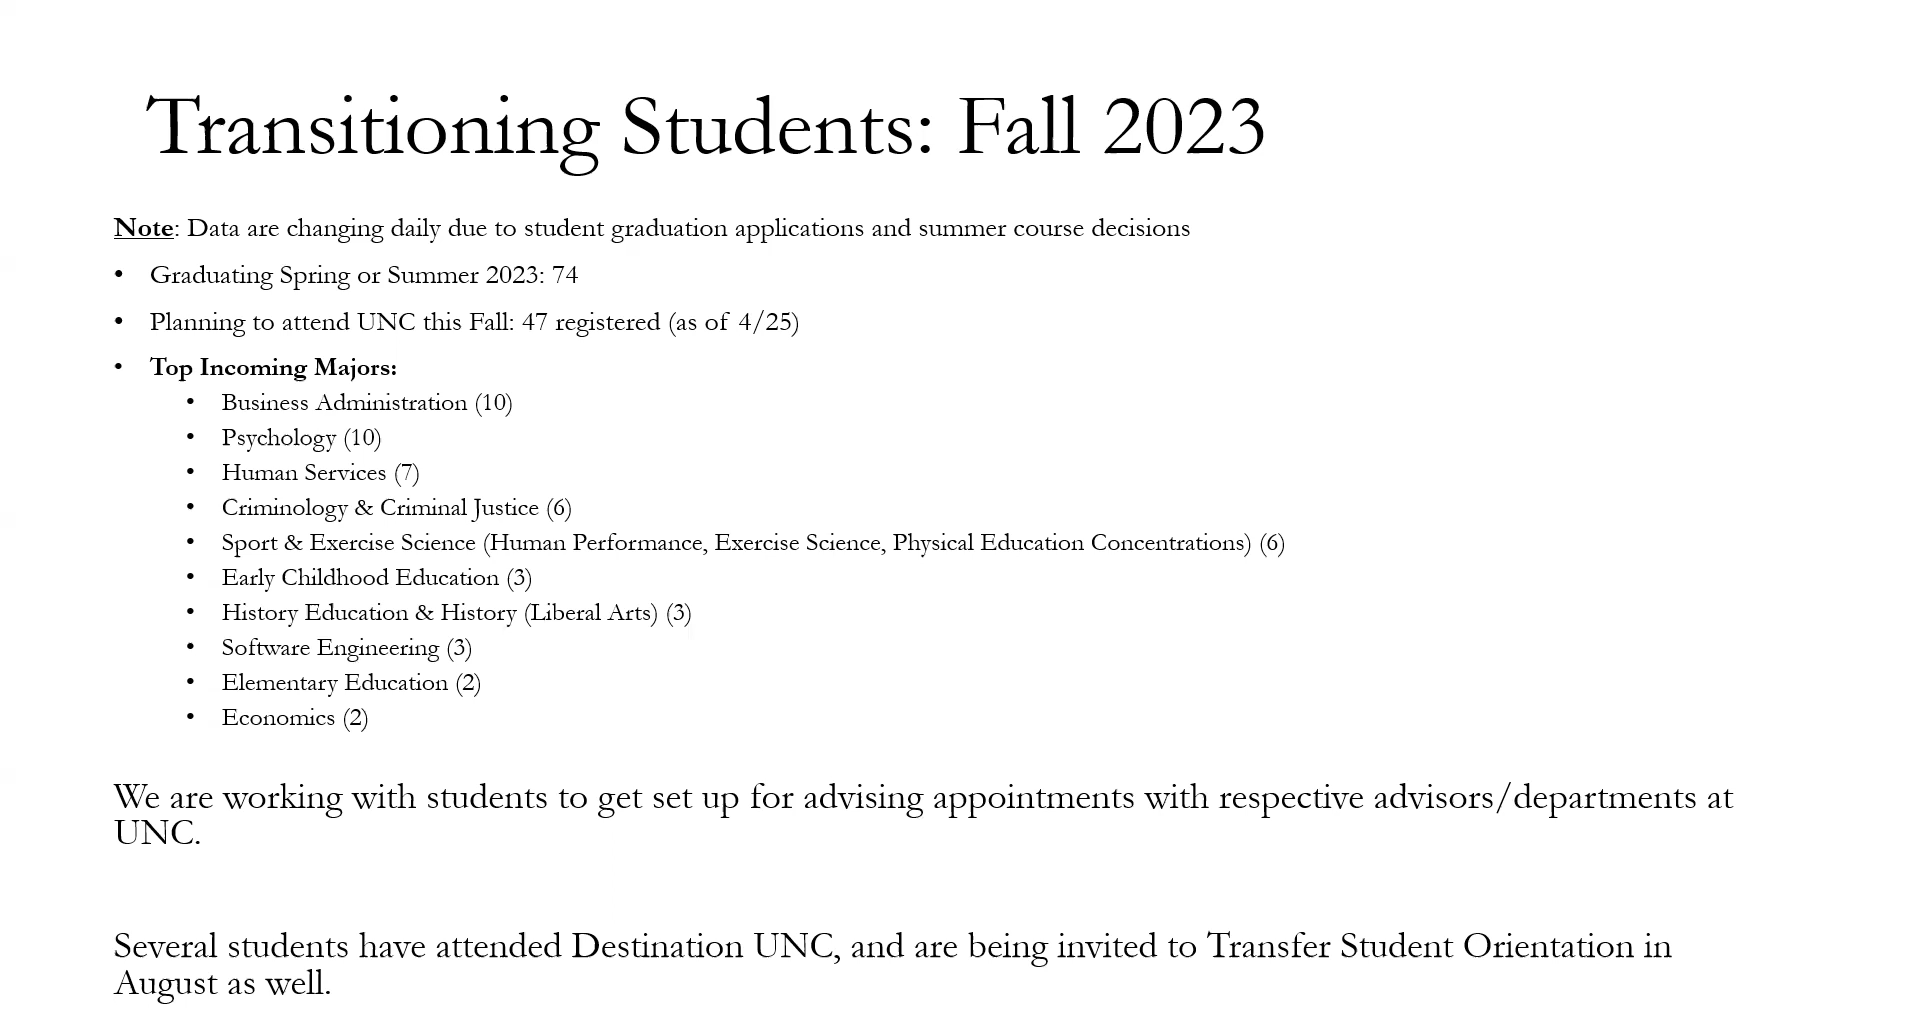 Transitioning Students: Fall 2023
Note: Data are changing daily due to student graduation applications and summer course decisions
• Graduating Spring or Summer 2023: 74
• Planning to attend UNC this Fall: 47 registered (as of 4/25)
• Top Incoming Majors:
• Business Administration (10)
• Psychology (10)
• Human Services (7)
• Criminology & Criminal Justice (6)
• Sport & Exercise Science (Human Performance, Exercise Science, Physical Education Concentrations) (6)
• Early Childhood Education (3)
• History Education & History (Liberal Arts) (3)
• Software Engineering (3)
• Elementary Education (2)
• Economics (2)
We are working with students to get set up for advising appointments with respective advisors/departments at
UNC.
Several students have attended Destination UNC, and are being invited to Transfer Student Orientation in
August as well.